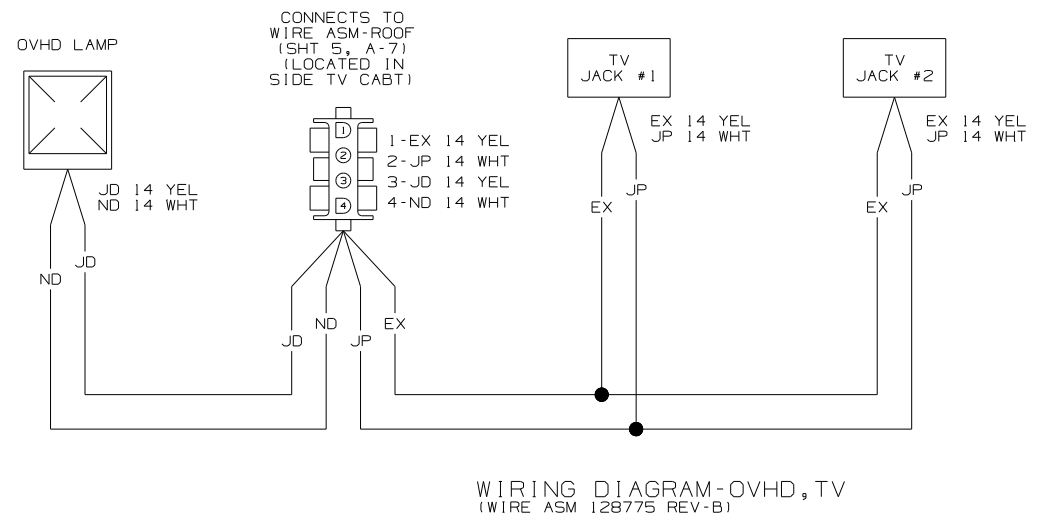 CONNECTS TO
WIRE ASM-ROOF
(SHT 5, A-7)
(LOCATED IN
SIDE TV CABT)
OVHD LAMP
TV
JACK #1
TV
JACK #2
EX 14 YEL
JP 14 WHT
EX 14 YEL
JP 14 WHT
1
2
3
4
1-EX 14 YEL
2-JP 14 WHT
3-JD 14 YEL
4-ND 14 WHT
JD 14 YEL
ND 14 WHT
JP
EX
JP
EX
JD
ND
ND
EX
JD
JP
WIRING DIAGRAM-OVHD,TV
(WIRE ASM 128775 REV-B)